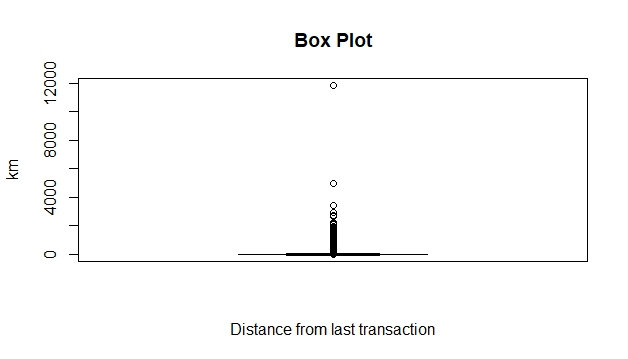 Box Plot
12000
8000
4000
0
km
Distance from last transaction